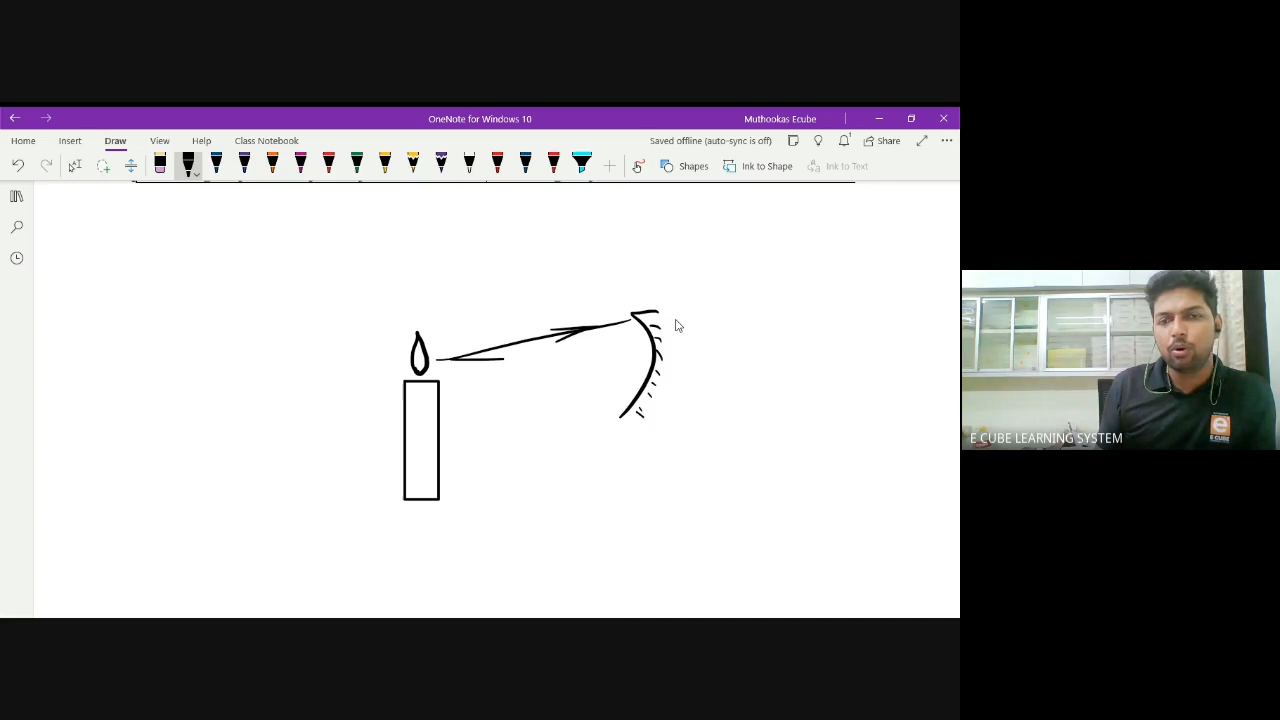 OneNote for Windows 10
Muthookas Ecube
Home Insert Draw View Help Class Notebook
Saved offline (auto-sync is off)
Share
Shapes
Ink to Shape
Ink to Text
e
E CUBE
E CUBE LEARNING SYSTEM